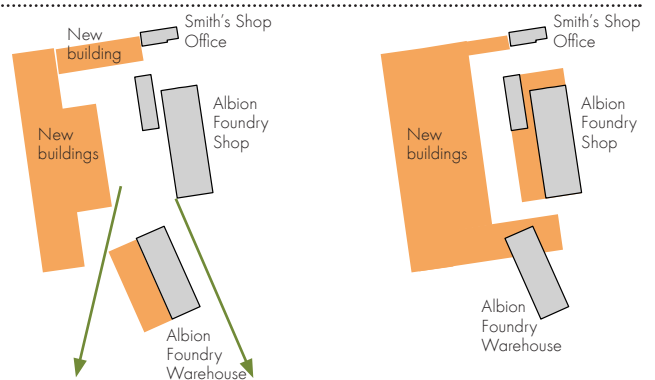 New
building
Smith's Shop
Office
New
buildings
Albion
Foundry
Shop
Albion
Foundry
Warehouse
Smith's Shop
Office
New
buildings
Albion
Foundry
Shop
Albion
Foundry
Warehouse